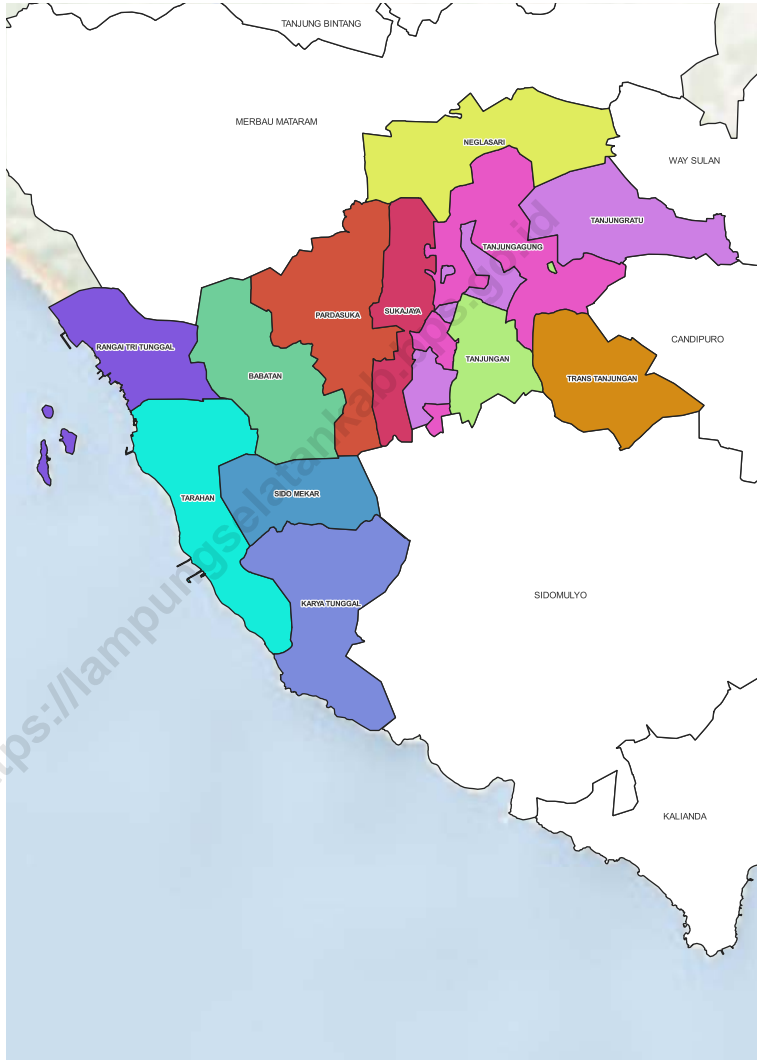 TANJUNG BINTANG
MERBAU MATARAM
NEGLASARI
WAY SULAN
TANJUNGRATU
TANJUNGAGUNG
PARDASUKA
SUKAJAYA
CANDIPURO
RANGAI TRI TUNGGAL
TANJUNGAN
BABATAN
TRANS TANJUNGAN
TARAHAN
SIDO MEKAR
SIDOMULYO
KARYA TUNGGAL
KALIANDA
tps://lampungselatankab.bps.go.id